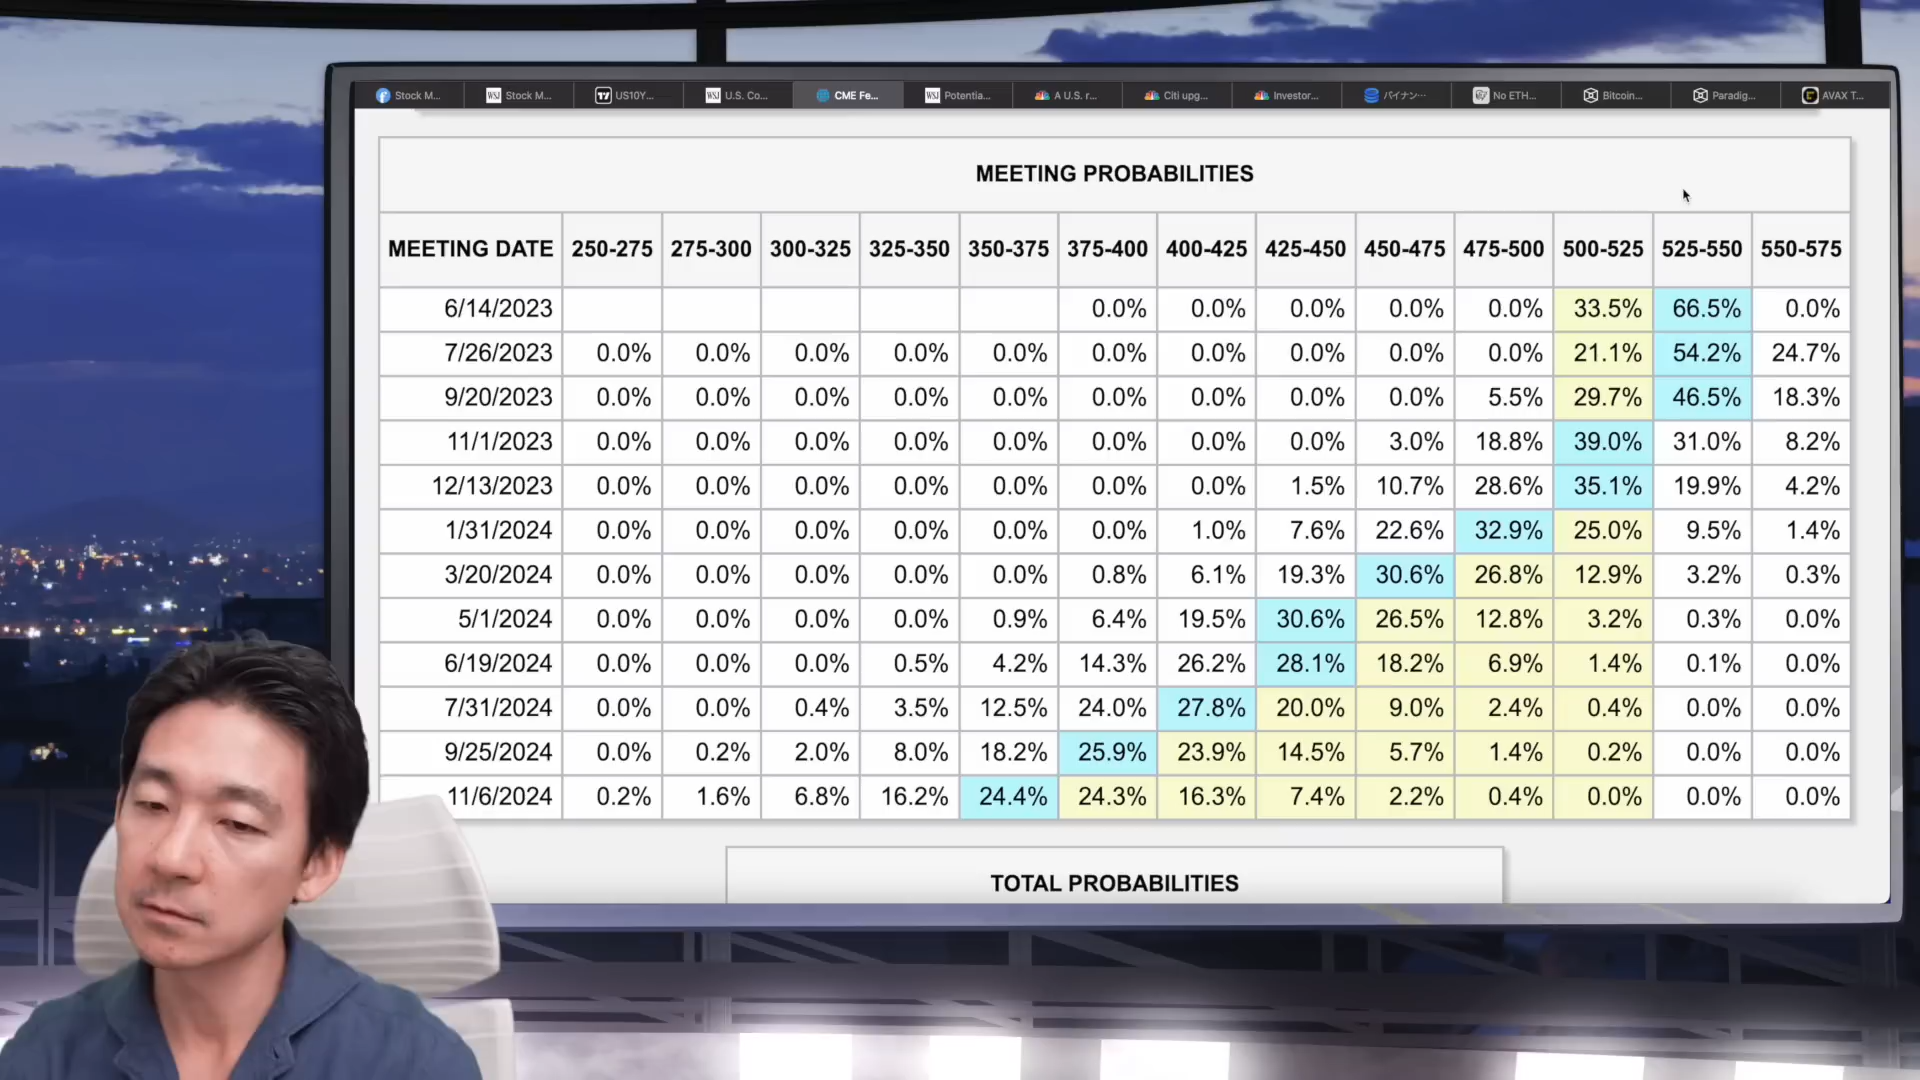 Stock M... Stock M... US10Y... U.S. Co... CME Fe... Potentia... A U.S. r... Citi upg... Investor... バイナン… No ETH... Bitcoin... Paradig... AVAX T...
MEETING PROBABILITIES
MEETING DATE 250-275 275-300 300-325 325-350 350-375 375-400 400-425 425-450 450-475 475-500 500-525 525-550 550-575
6/14/2023 0.0% 0.0% 0.0% 0.0% 0.0% 33.5% 66.5% 0.0%
7/26/2023 0.0% 0.0% 0.0% 0.0% 0.0% 0.0% 0.0% 0.0% 0.0% 0.0% 21.1% 54.2% 24.7%
9/20/2023 0.0% 0.0% 0.0% 0.0% 0.0% 0.0% 0.0% 0.0% 0.0% 5.5% 29.7% 46.5% 18.3%
11/1/2023 0.0% 0.0% 0.0% 0.0% 0.0% 0.0% 0.0% 0.0% 3.0% 18.8% 39.0% 31.0% 8.2%
12/13/2023 0.0% 0.0% 0.0% 0.0% 0.0% 0.0% 0.0% 1.5% 10.7% 28.6% 35.1% 19.9% 4.2%
1/31/2024 0.0% 0.0% 0.0% 0.0% 0.0% 0.0% 1.0% 7.6% 22.6% 32.9% 25.0% 9.5% 1.4%
3/20/2024 0.0% 0.0% 0.0% 0.0% 0.0% 0.8% 6.1% 19.3% 30.6% 26.8% 12.9% 3.2% 0.3%
5/1/2024 0.0% 0.0% 0.0% 0.0% 0.9% 6.4% 19.5% 30.6% 26.5% 12.8% 3.2% 0.3% 0.0%
6/19/2024 0.0% 0.0% 0.0% 0.5% 4.2% 14.3% 26.2% 28.1% 18.2% 6.9% 1.4% 0.1% 0.0%
7/31/2024 0.0% 0.0% 0.4% 3.5% 12.5% 24.0% 27.8% 20.0% 9.0% 2.4% 0.4% 0.0% 0.0%
9/25/2024 0.0% 0.2% 2.0% 8.0% 18.2% 25.9% 23.9% 14.5% 5.7% 1.4% 0.2% 0.0% 0.0%
11/6/2024 0.2% 1.6% 6.8% 16.2% 24.4% 24.3% 16.3% 7.4% 2.2% 0.4% 0.0% 0.0% 0.0%
TOTAL PROBABILITIES